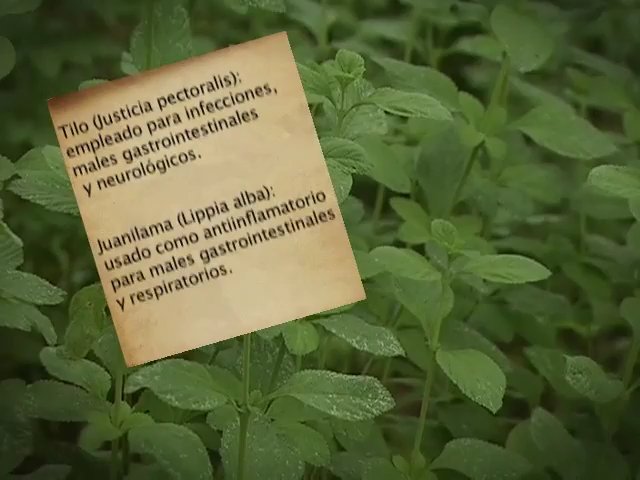 Tilo (Justicia pectoralis):
empleado para infecciones,
males gastrointestinales
y neurológicos.
Juanilama (Lippia alba):
usado como antiinflamatorio
para males gastrointestinales
y respiratorios.